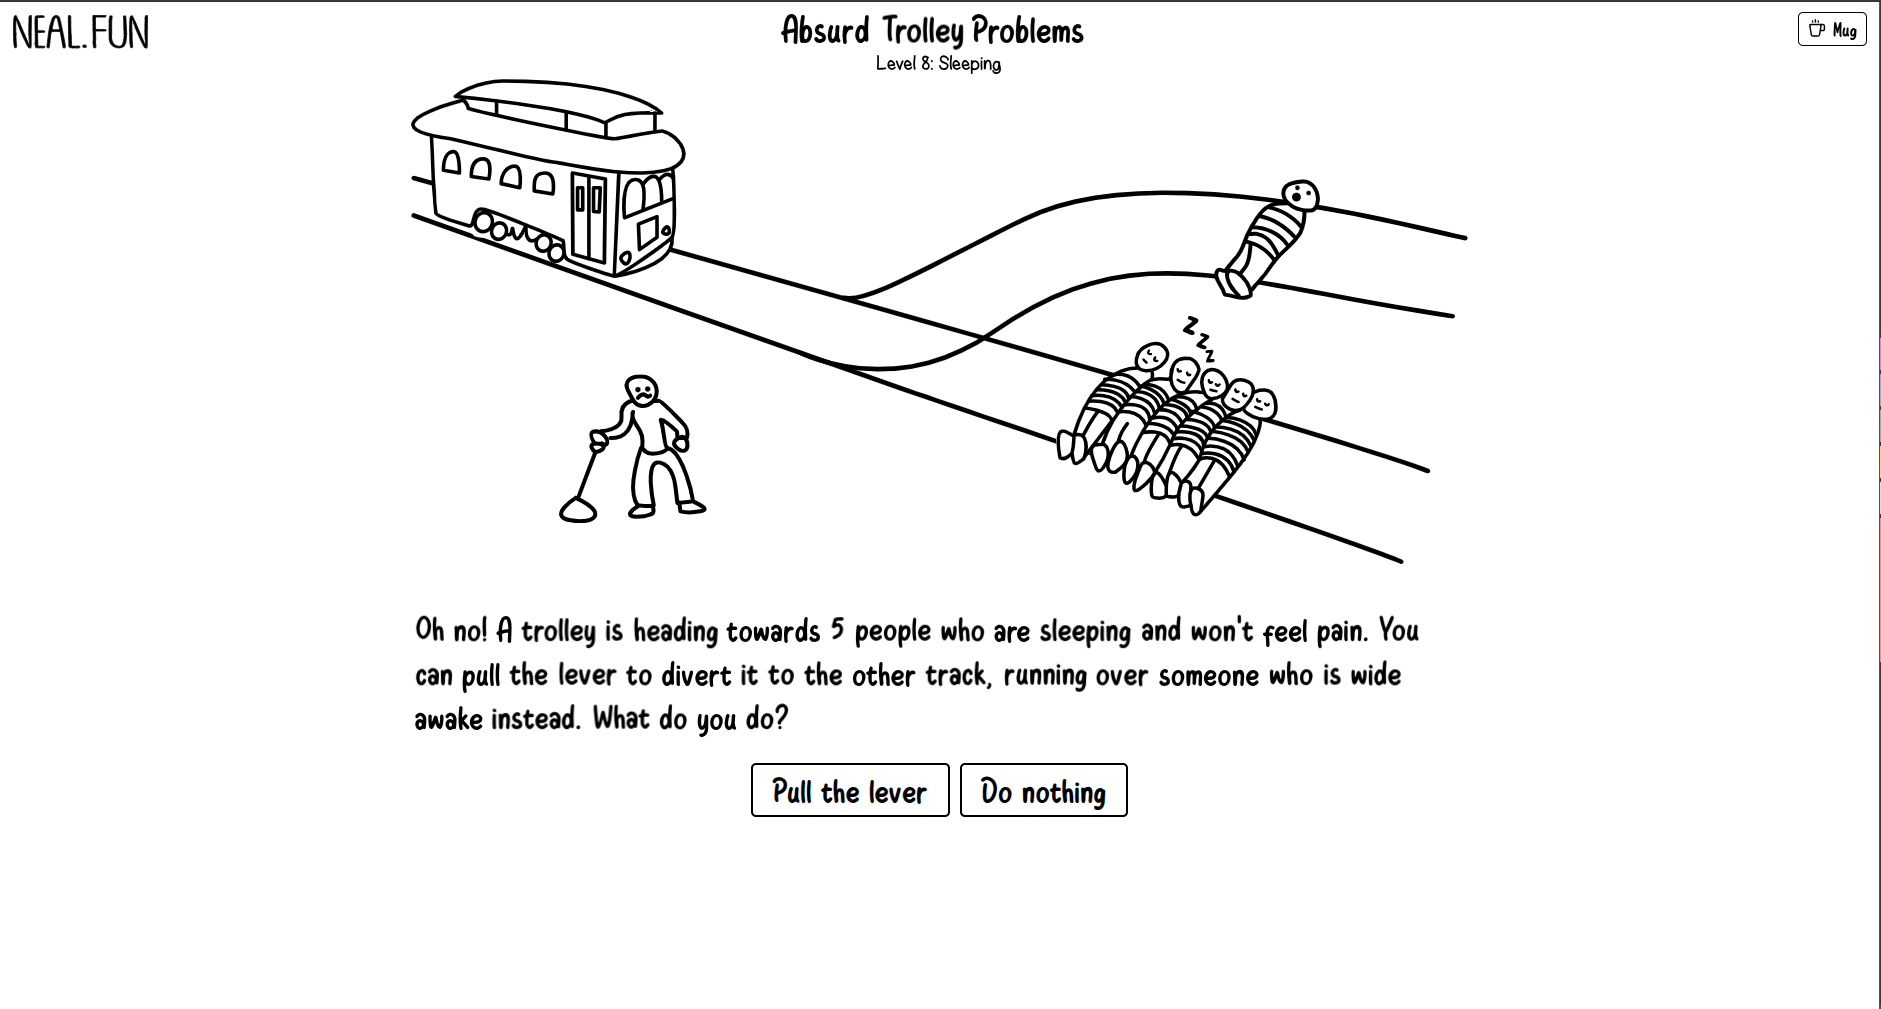 NEAL.FUN
Absurd Trolley Problems
Mug
Level 8: Sleeping
z
z
z
Oh no! A trolley is heading towards 5 people who are sleeping and won't feel pain. You
can pull the lever to divert it to the other track, running over someone who is wide
awake instead. What do you do?
Pull the lever
Do nothing